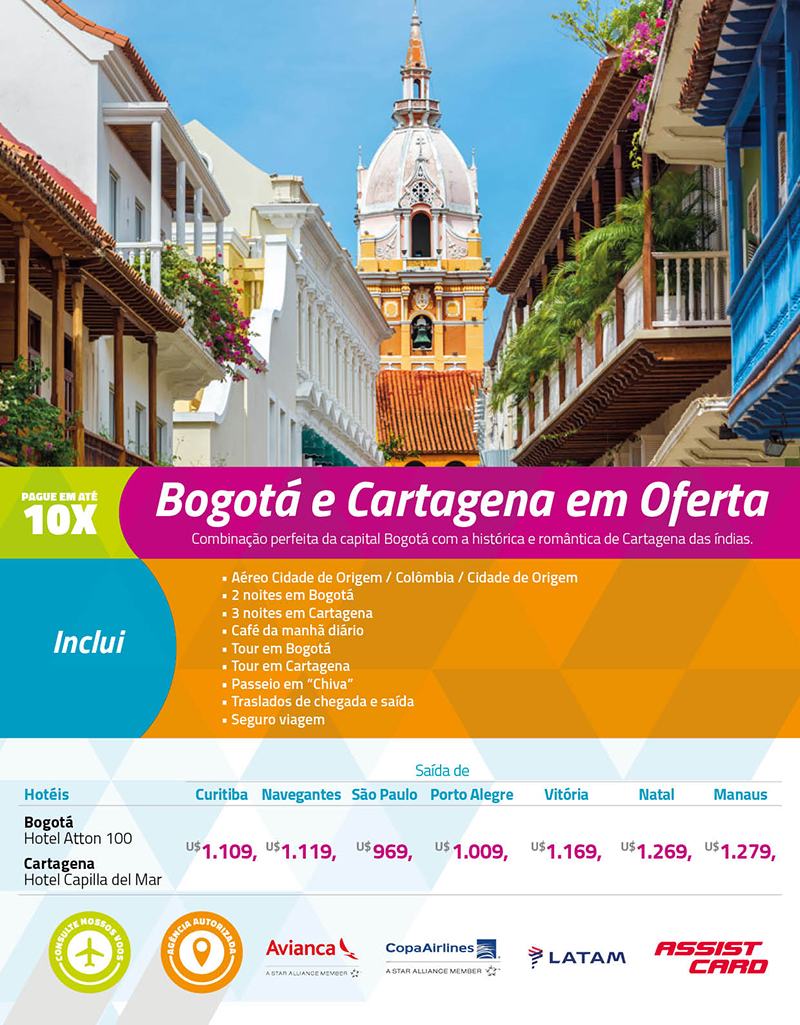 PAGUE EM ATÉ
10X
Bogotá e Cartagena em Oferta
Combinação perfeita da capital Bogotá com a histórica e romântica de Cartagena das índias.
Inclui
▪ Aéreo Cidade de Origem / Colômbia / Cidade de Origem
▪ 2 noites em Bogotá
▪ 3 noites em Cartagena
▪ Café da manhã diário
▪ Tour em Bogotá
▪ Tour em Cartagena
▪ Passeio em "Chiva"
▪ Traslados de chegada e saída
▪ Seguro viagem
Saída de
Hotéis Curitiba Navegantes São Paulo Porto Alegre Vitória Natal Manaus
Bogotá
Hotel Atton 100
Cartagena
Hotel Capilla del Mar
U$1.109, U$1.119, U$969, U$1.009, U$1.169, U$1.269, U$1.279,
CONSULTE NOSSOS VOOS
AGÊNCIA AUTORIZADA
Avianca
A STAR ALLIANCE MEMBER
CopaAirlines
A STAR ALLIANCE MEMBER
LATAM
ASSIST
CARD